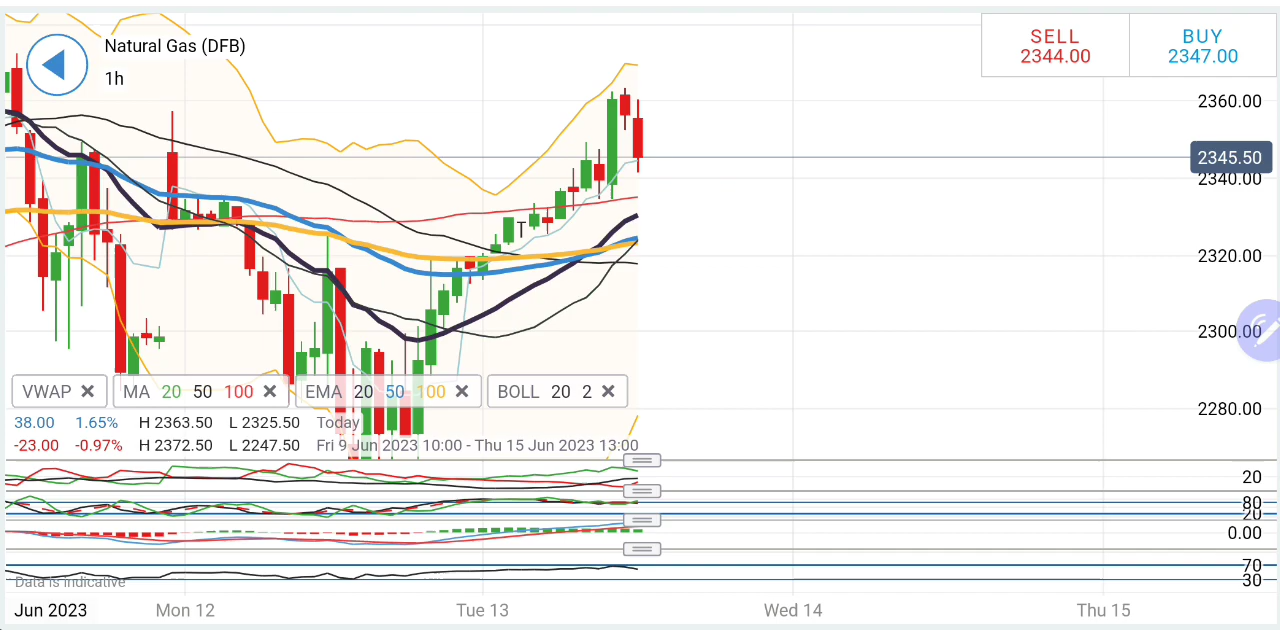 Natural Gas (DFB)
1h
SELL
2344.00
BUY
2347.00
2360.00
2345.50
2340.00
2320.00
2300.00
2280.00
VWAP ✕ MA 20 50 100 ✕ EMA 20 50 100 ✕ BOLL 20 2 ✕
38.00 1.65% H 2363.50 L 2325.50 Today
-23.00 -0.97% H 2372.50 L 2247.50 Fri 9 Jun 2023 10:00 - Thu 15 Jun 2023 13:00
20
80
20
0.00
70
30
Data is indicative
Jun 2023 Mon 12 Tue 13 Wed 14 Thu 15